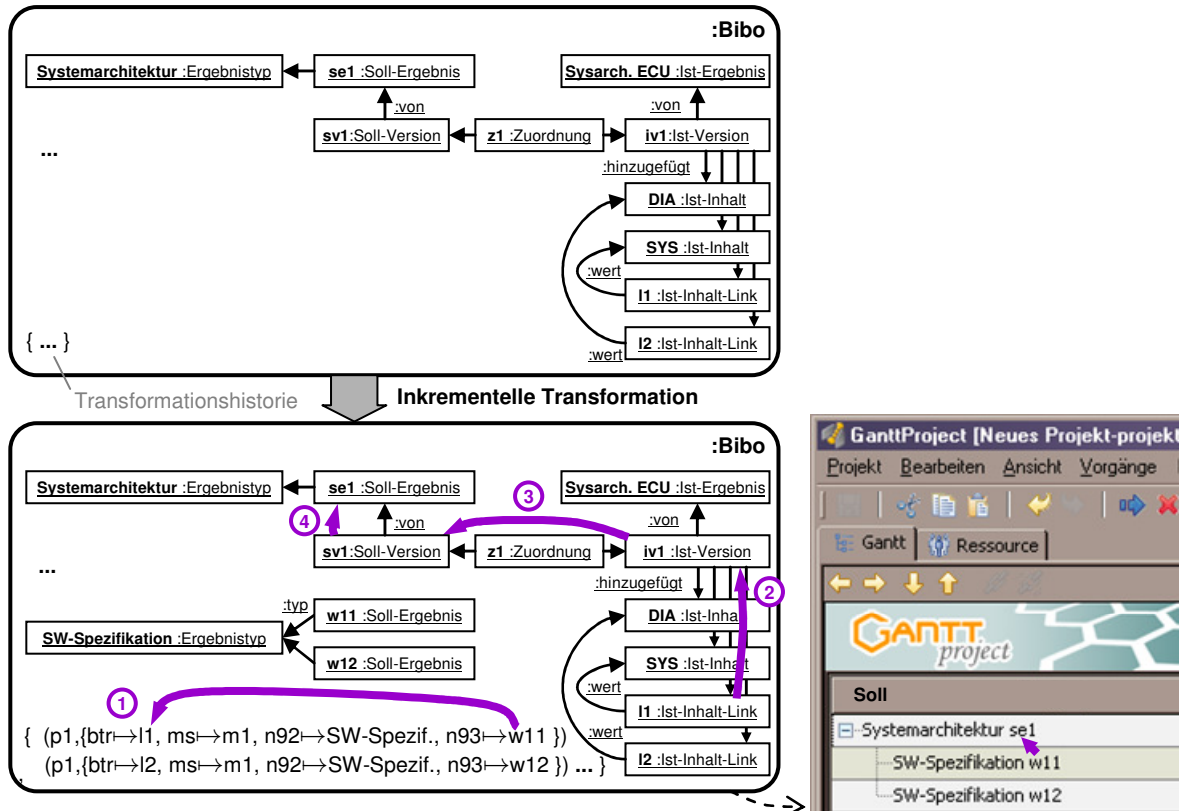 :Bibo
Systemarchitektur :Ergebnistyp
se1 :Soll-Ergebnis
Sysarch. ECU :Ist-Ergebnis
:von
:von
sv1:Soll-Version
z1 :Zuordnung
iv1:Ist-Version
...
:hinzugefügt
DIA :Ist-Inhalt
SYS :Ist-Inhalt
:wert
l1 :Ist-Inhalt-Link
{ ... }
l2 :Ist-Inhalt-Link
:wert
Transformationshistorie
Inkrementelle Transformation
:Bibo
Systemarchitektur :Ergebnistyp
se1 :Soll-Ergebnis
Sysarch. ECU :Ist-Ergebnis
3
4
:von
:von
sv1:Soll-Version
z1 :Zuordnung
iv1 :Ist-Version
...
:hinzugefügt
2
:typ
w11 :Soll-Ergebnis
DIA :Ist-Inhalt
SW-Spezifikation :Ergebnistyp
w12 :Soll-Ergebnis
SYS :Ist-Inhalt
:wert
1
l1 :Ist-Inhalt-Link
{ (p1,{btr↦l1, ms↦m1, n92↦SW-Spezif., n93↦w11 })
:wert
(p1,{btr↦l2, ms↦m1, n92↦SW-Spezif., n93↦w12 }) ... }
l2 :Ist-Inhalt-Link
GanttProject [Neues Projekt-projekt
Projekt Bearbeiten Ansicht Vorgänge
Gantt Ressource
GANTT
project
Soll
Systemarchitektur se1
SW-Spezifikation w11
SW-Spezifikation w12